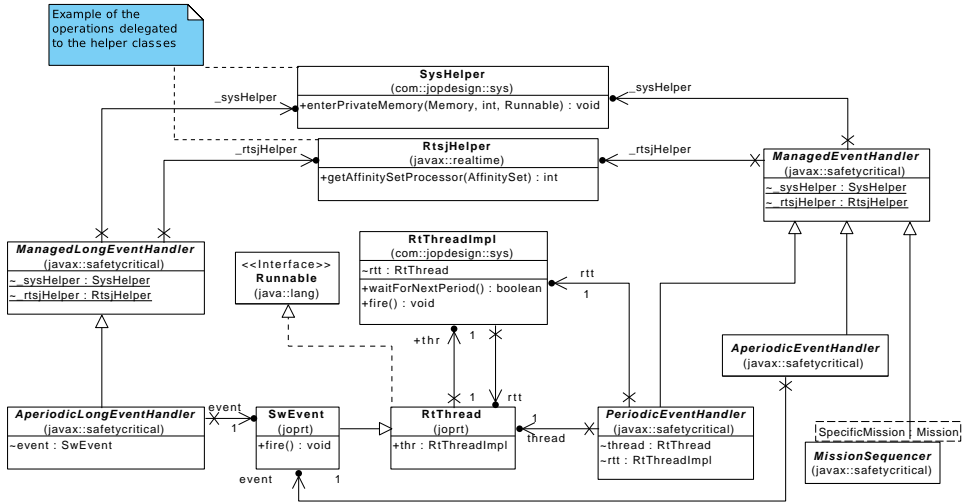 Example of the
operations delegated
to the helper classes
SysHelper
(com::jopdesign::sys)
+enterPrivateMemory(Memory, int, Runnable) : void
_sysHelper
_sysHelper
RtsjHelper
(javax::realtime)
+getAffinitySetProcessor(AffinitySet) : int
_rtsjHelper
_rtsjHelper
ManagedEventHandler
(javax::safetycritical)
~_sysHelper : SysHelper
~_rtsjHelper : RtsjHelper
ManagedLongEventHandler
(javax::safetycritical)
~_sysHelper : SysHelper
~_rtsjHelper : RtsjHelper
<<Interface>>
Runnable
(java::lang)
RtThreadImpl
(com::jopdesign::sys)
~rtt : RtThread
+waitForNextPeriod() : boolean
+fire() : void
rtt
1
+thr
1
1
rtt
AperiodicEventHandler
(javax::safetycritical)
AperiodicLongEventHandler
(javax::safetycritical)
~event : SwEvent
event
1
SwEvent
(joprt)
+fire() : void
event
1
RtThread
(joprt)
+thr : RtThreadImpl
1
thread
PeriodicEventHandler
(javax::safetycritical)
~thread : RtThread
~rtt : RtThreadImpl
SpecificMission : Mission
MissionSequencer
(javax::safetycritical)